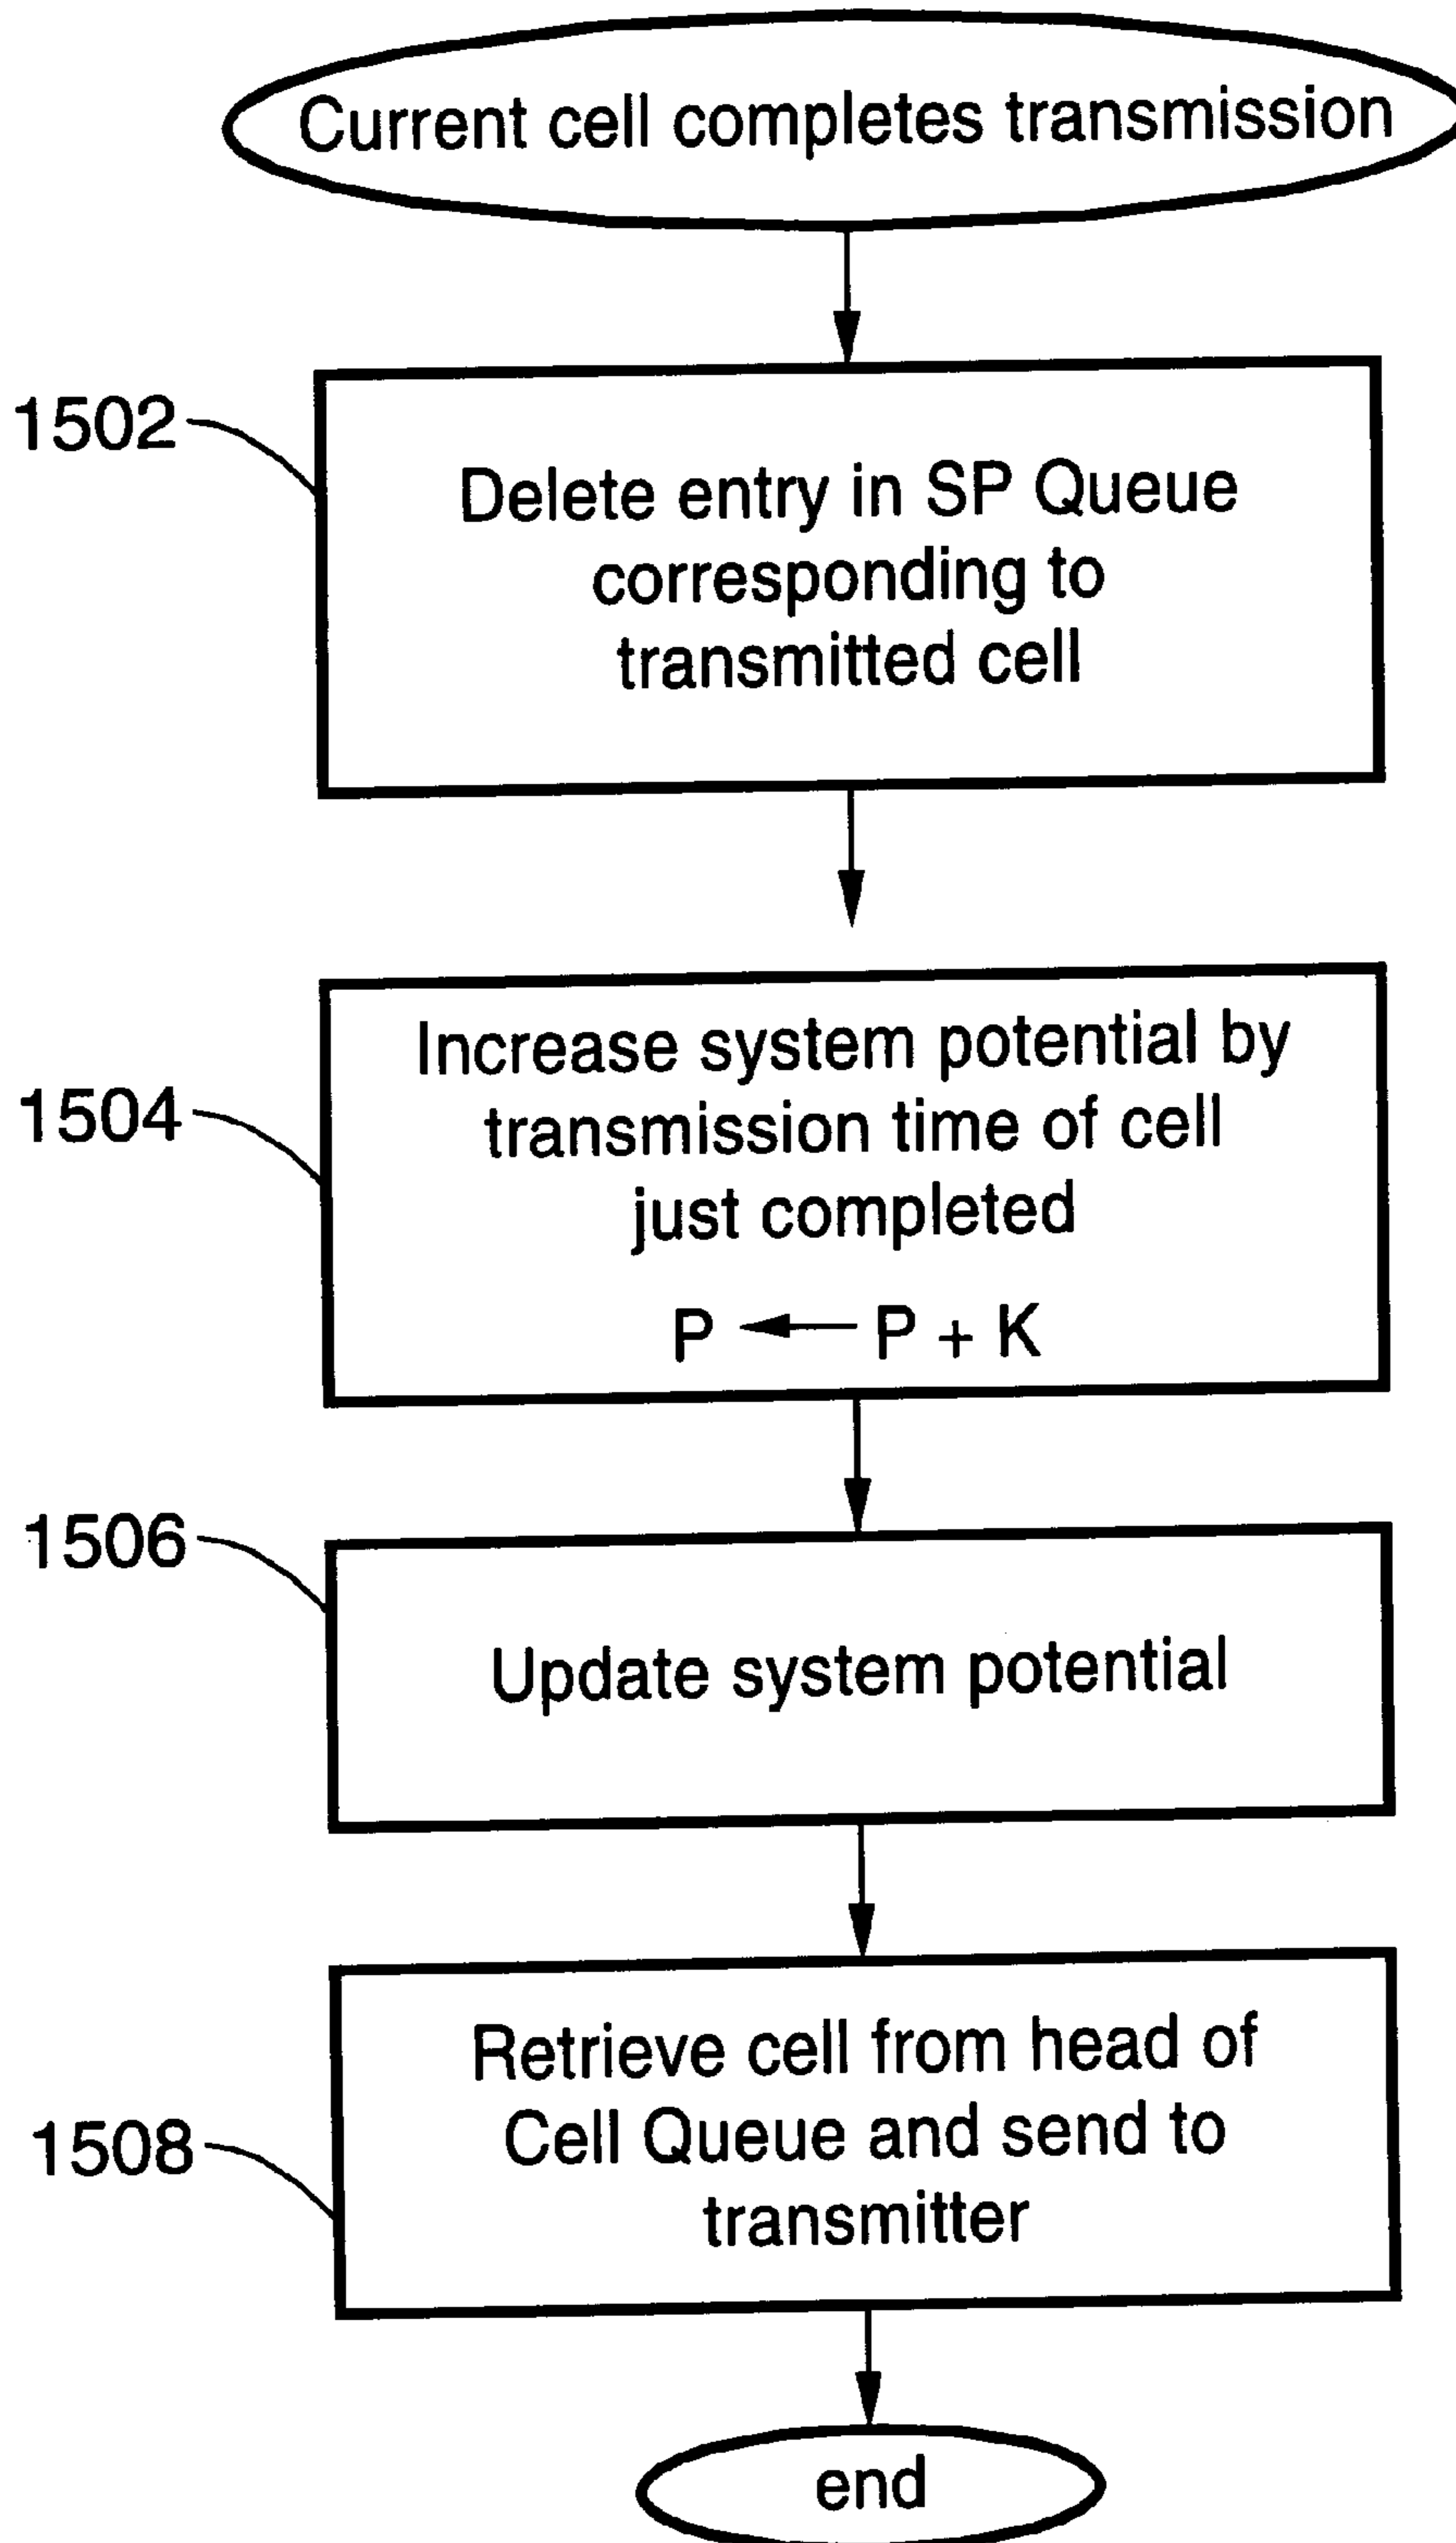 Current cell completes transmission
1502
Delete entry in SP Queue
corresponding to
transmitted cell
1504
Increase system potential by
transmission time of cell
just completed
P ← P + K
1506
Update system potential
1508
Retrieve cell from head of
Cell Queue and send to
transmitter
end